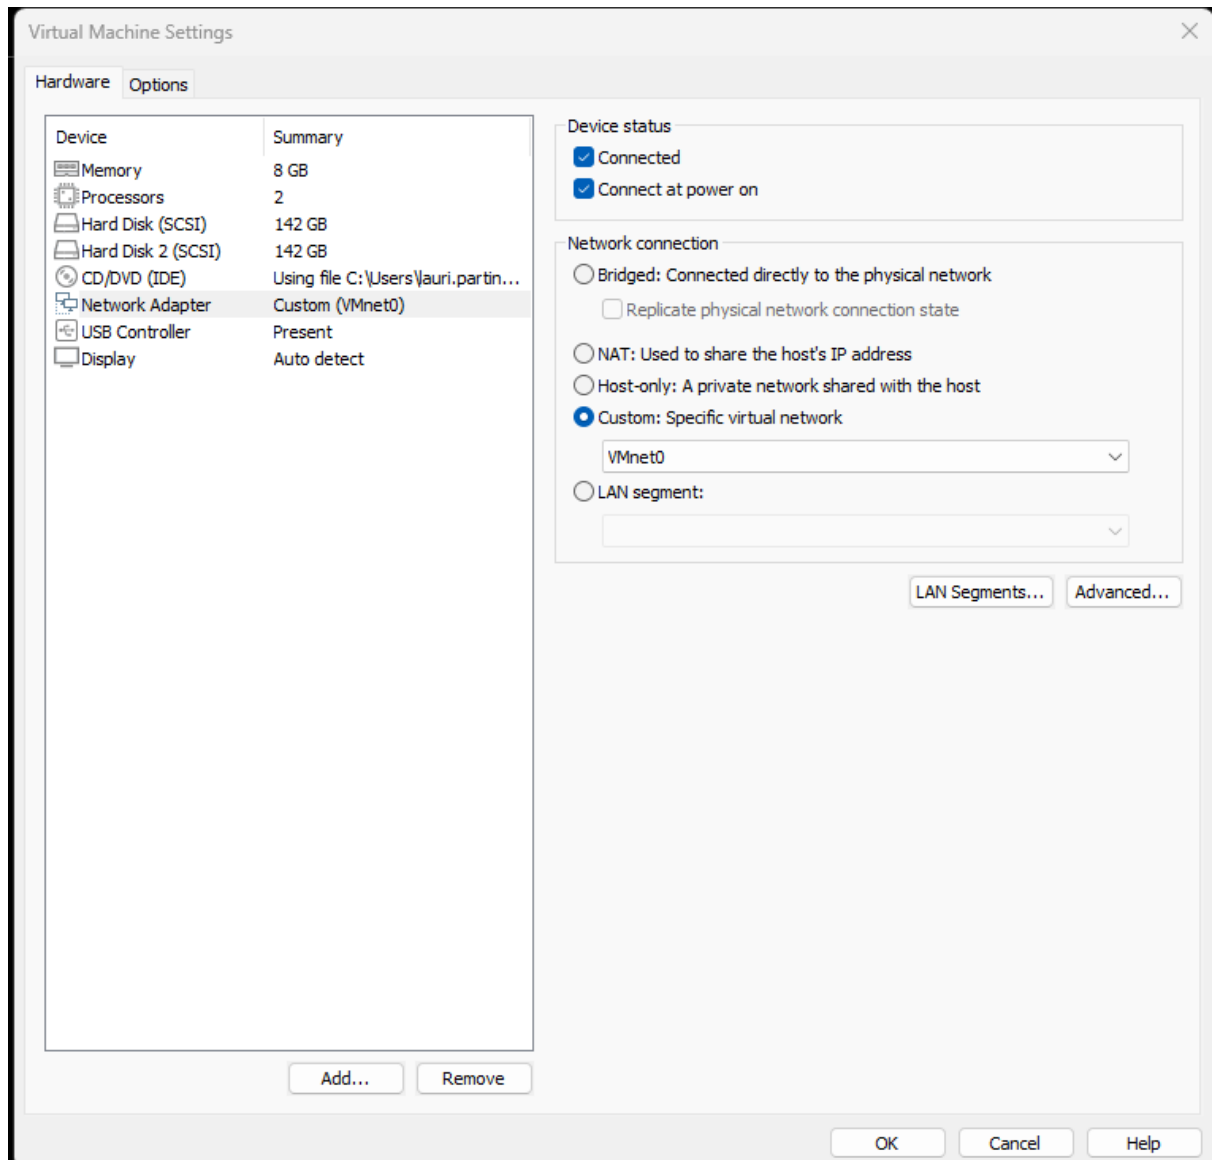 Virtual Machine Settings
Hardware
Options
Device Summary
Memory 8 GB
Processors 2
Hard Disk (SCSI) 142 GB
Hard Disk 2 (SCSI) 142 GB
CD/DVD (IDE) Using file C:\Users\lauri.partin...
Network Adapter Custom (VMnet0)
USB Controller Present
Display Auto detect
Add...
Remove
Device status
Connected
Connect at power on
Network connection
Bridged: Connected directly to the physical network
Replicate physical network connection state
NAT: Used to share the host's IP address
Host-only: A private network shared with the host
Custom: Specific virtual network
VMnet0
LAN segment:
LAN Segments...
Advanced...
OK
Cancel
Help